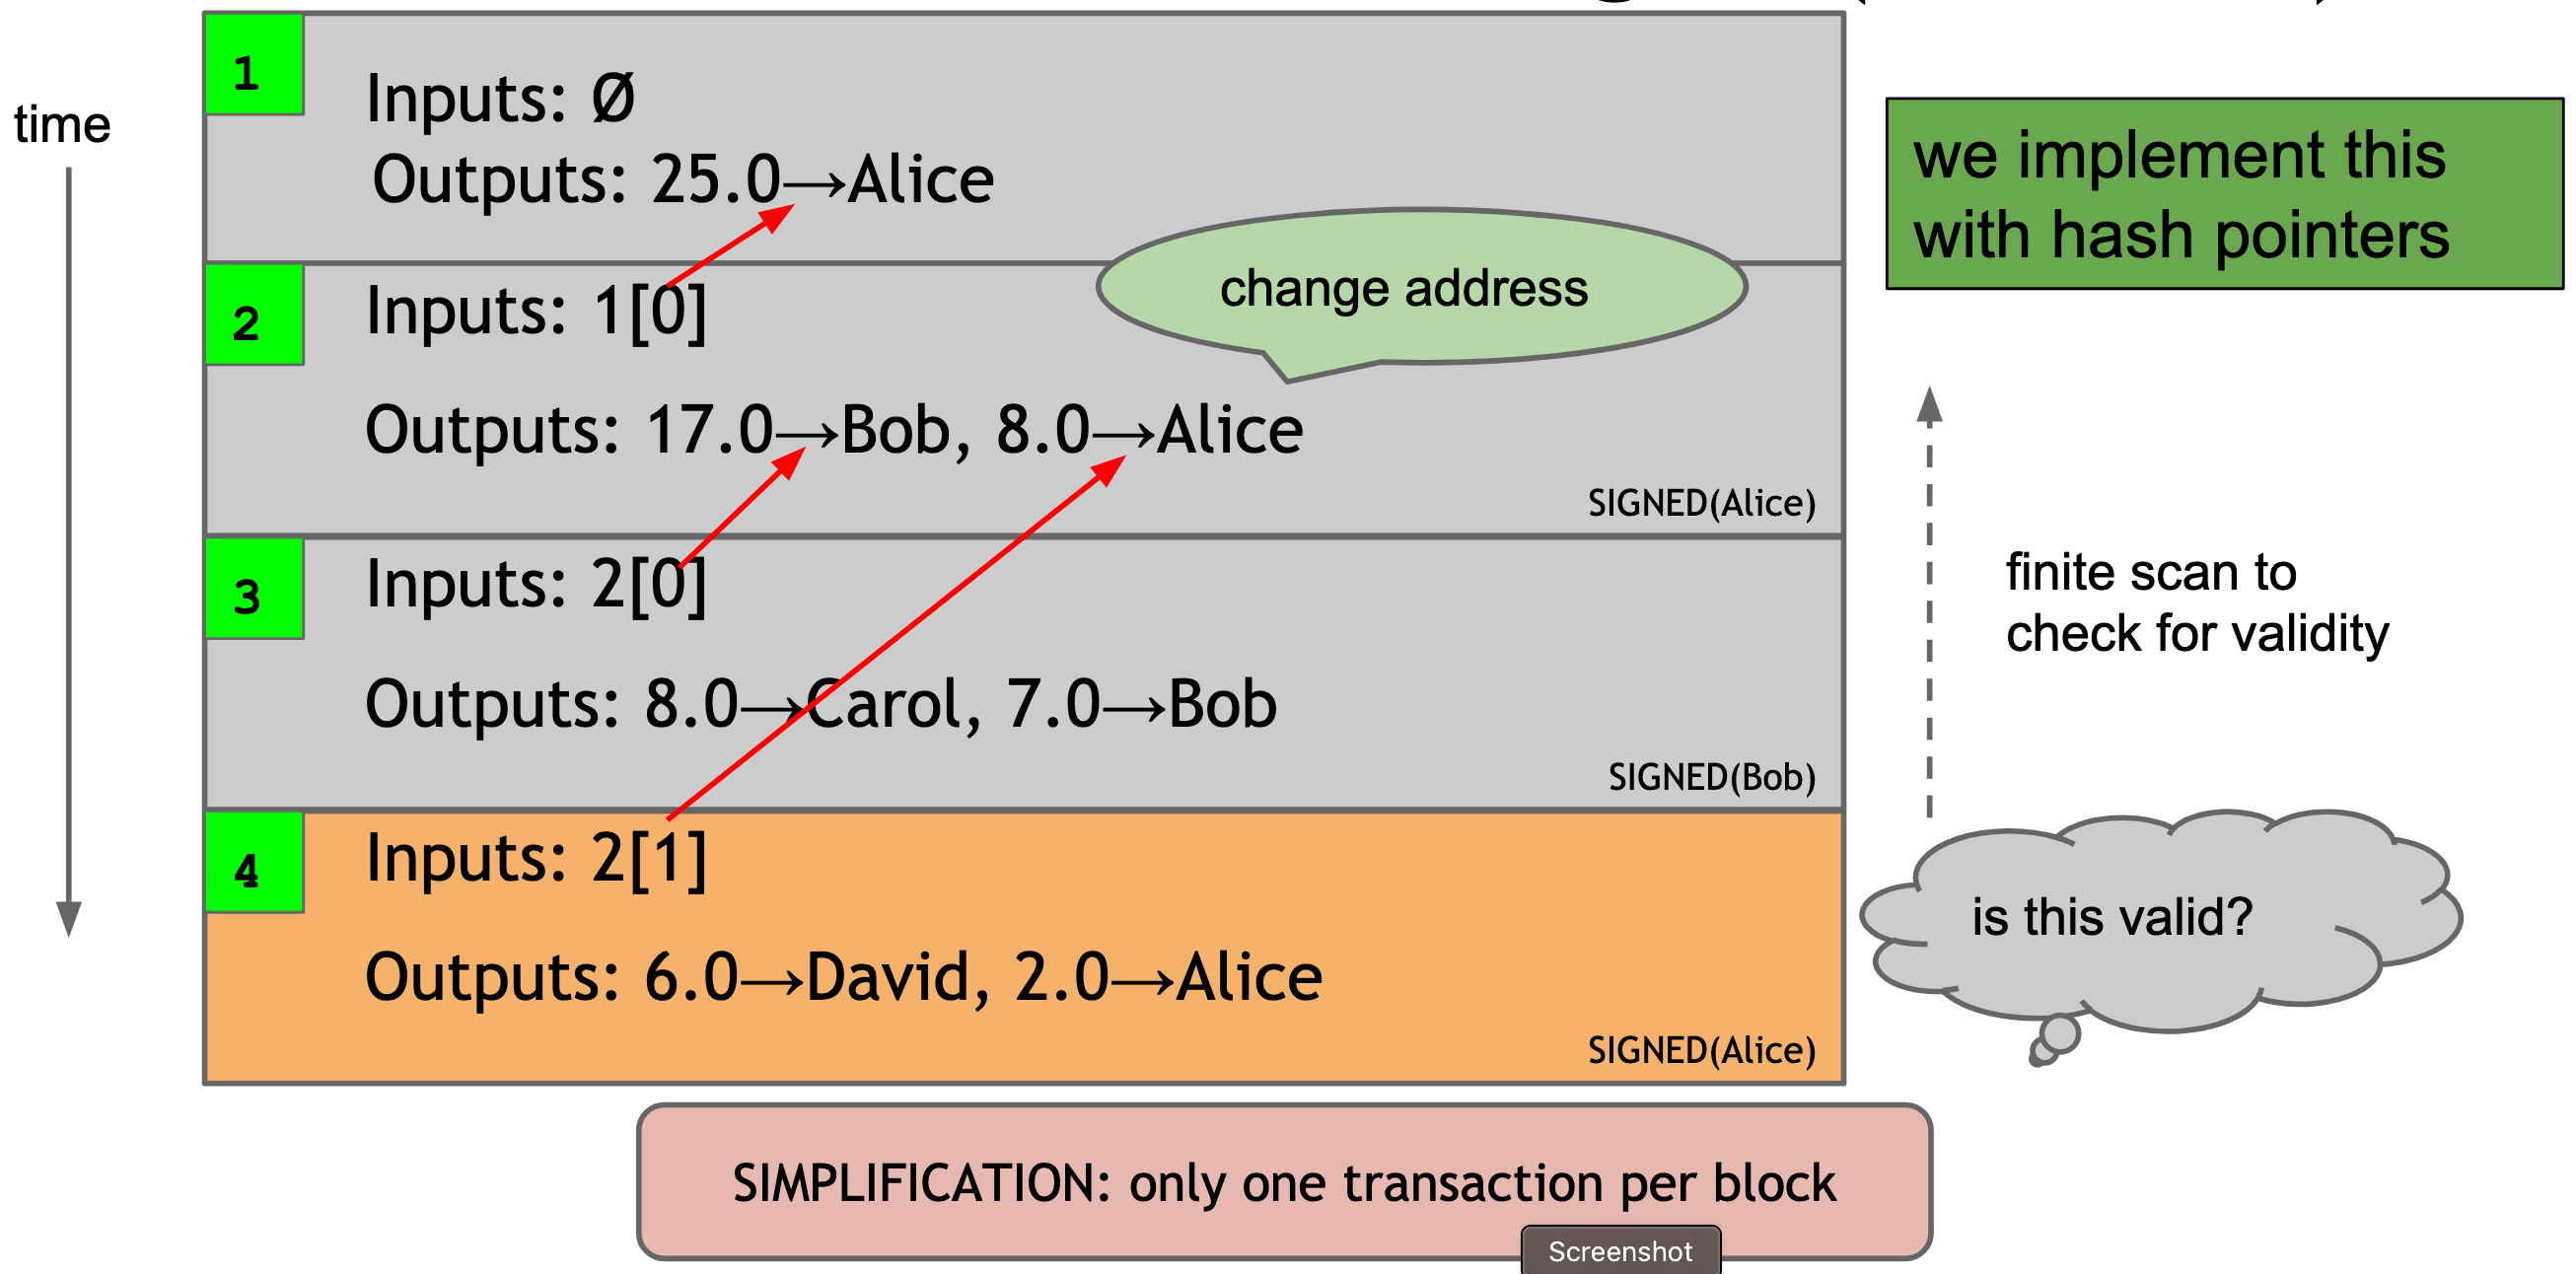 time
1
Inputs: Ø
Outputs: 25.0→Alice
we implement this
with hash pointers
2
Inputs: 1[0]
change address
Outputs: 17.0→Bob, 8.0→Alice
SIGNED(Alice)
3
Inputs: 2[0]
finite scan to
check for validity
Outputs: 8.0→Carol, 7.0→Bob
SIGNED(Bob)
4
Inputs: 2[1]
is this valid?
Outputs: 6.0→David, 2.0→Alice
SIGNED(Alice)
SIMPLIFICATION: only one transaction per block
Screenshot